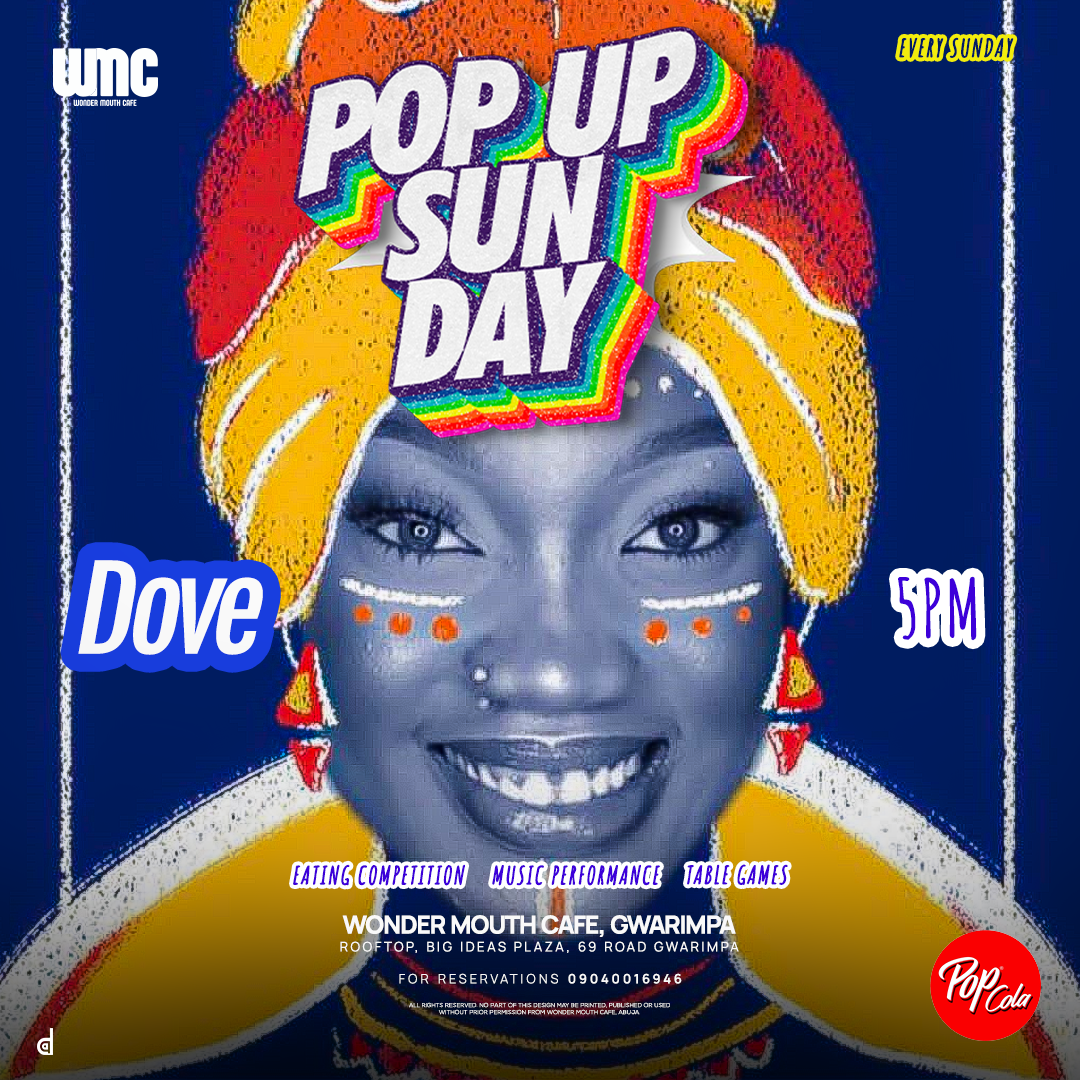 wmc
WONDER MOUTH CAFE
EVERY SUNDAY
POP UP
SUN
DAY
Dove
5PM
EATING COMPETITION MUSIC PERFORMANCE TABLE GAMES
WONDER MOUTH CAFE, GWARIMPA
ROOFTOP, BIG IDEAS PLAZA, 69 ROAD GWARIMPA
FOR RESERVATIONS 09040016946
ALL RIGHTS RESERVED. NO PART OF THIS DESIGN MAY BE PRINTED, PUBLISHED OR USED
WITHOUT PRIOR PERMISSION FROM WONDER MOUTH CAFE, ABUJA
Pop
Cola